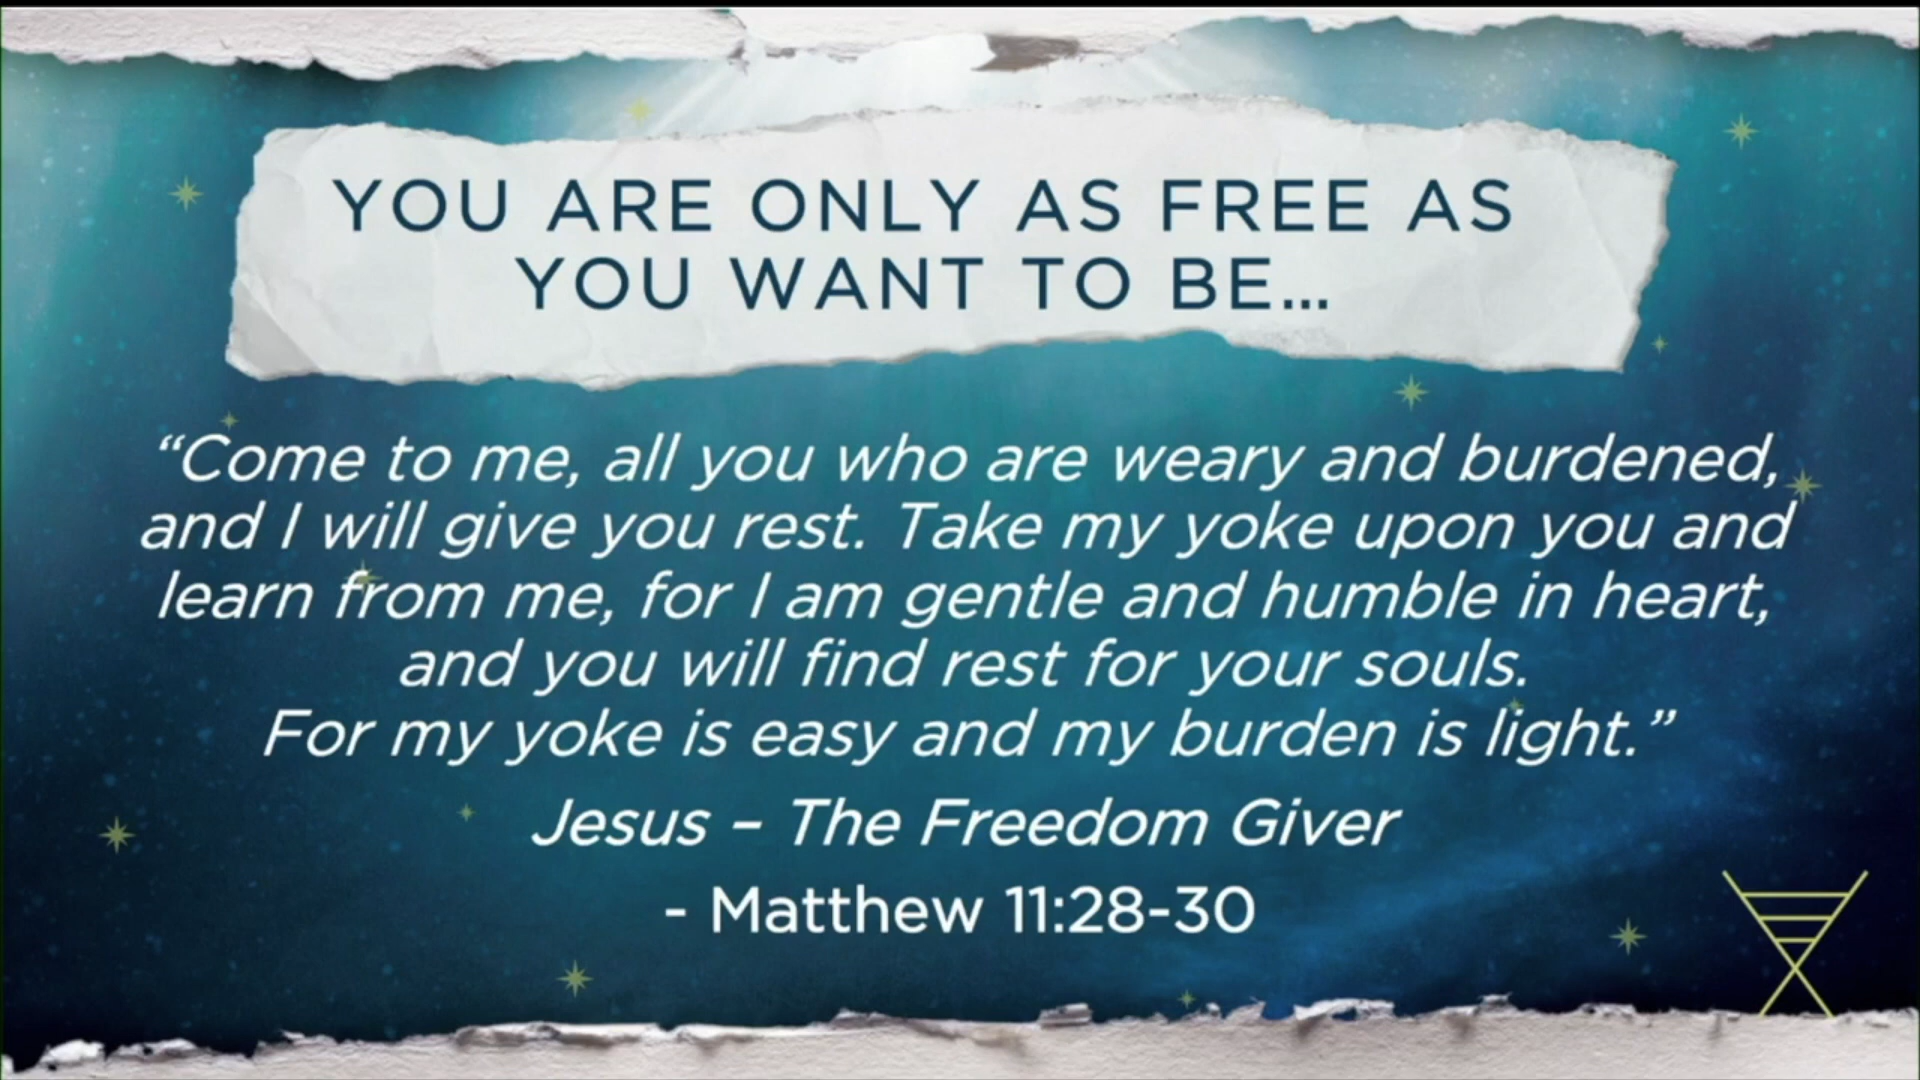 YOU ARE ONLY AS FREE AS
YOU WANT TO BE...
“Come to me, all you who are weary and burdened,
and I will give you rest. Take my yoke upon you and
learn from me, for I am gentle and humble in heart,
and you will find rest for your souls.
For my yoke is easy and my burden is light.”
Jesus – The Freedom Giver
- Matthew 11:28-30